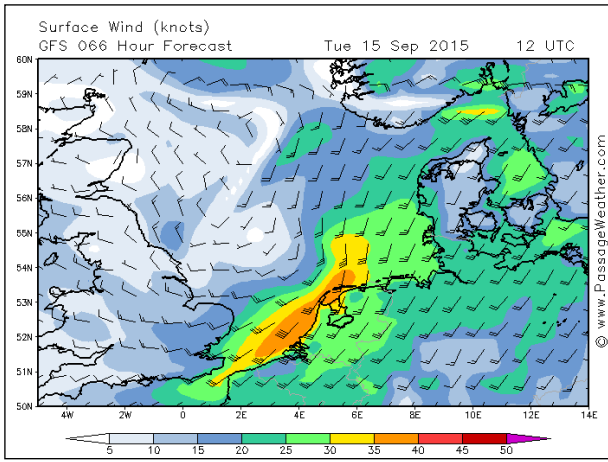 Surface Wind (knots)
GFS 066 Hour Forecast Tue 15 Sep 2015 12 UTC
60N
59N
58N
57N
56N
55N
54N
53N
52N
51N
50N
4W 2W 0 2E 4E 6E 8E 10E 12E 14E
5 10 15 20 25 30 35 40 45 50
© www.PassageWeather.com